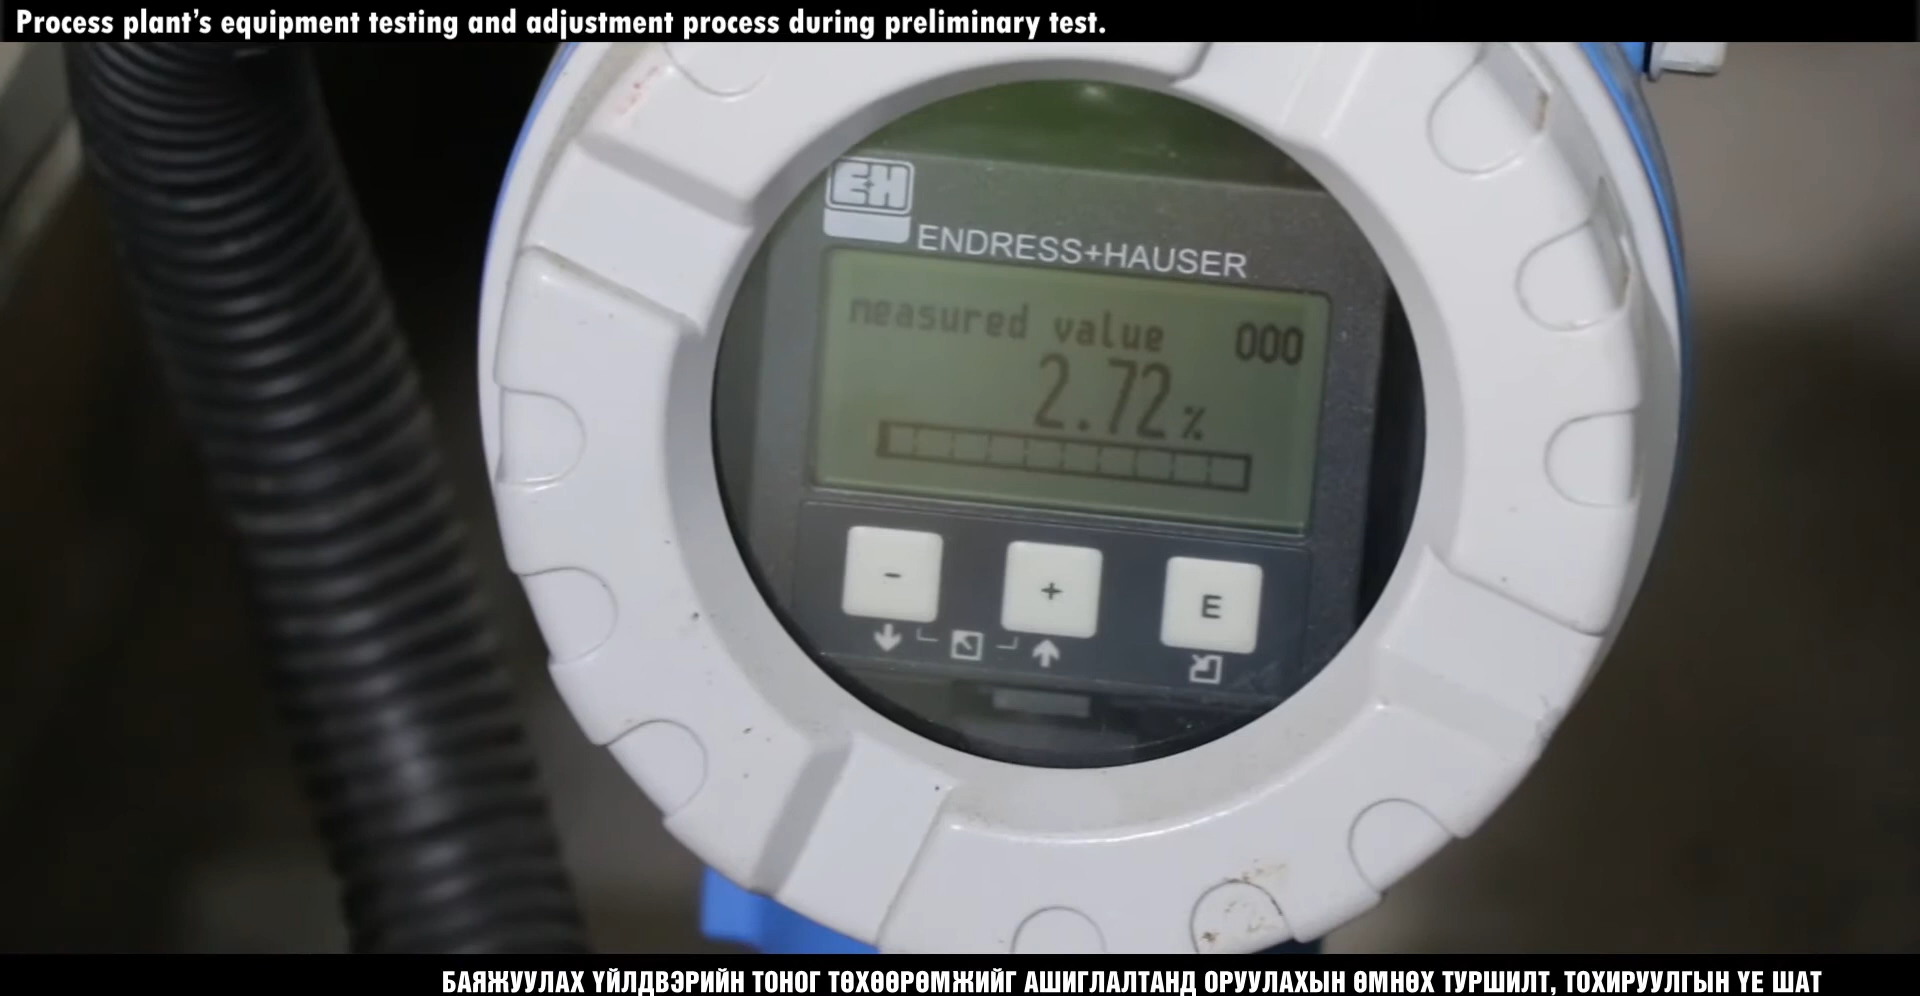 Process plant's equipment testing and adjustment process during preliminary test.
E+H
ENDRESS+HAUSER
measured value 000
2.72 %
- + E
БАЯЖУУЛАХ ҮЙЛДВЭРИЙН ТОНОГ ТӨХӨӨРӨМЖИЙГ АШИГЛАЛТАНД ОРУУЛАХЫН ӨМНӨХ ТУРШИЛТ, ТОХИРУУЛГЫН ҮЕ ШАТ